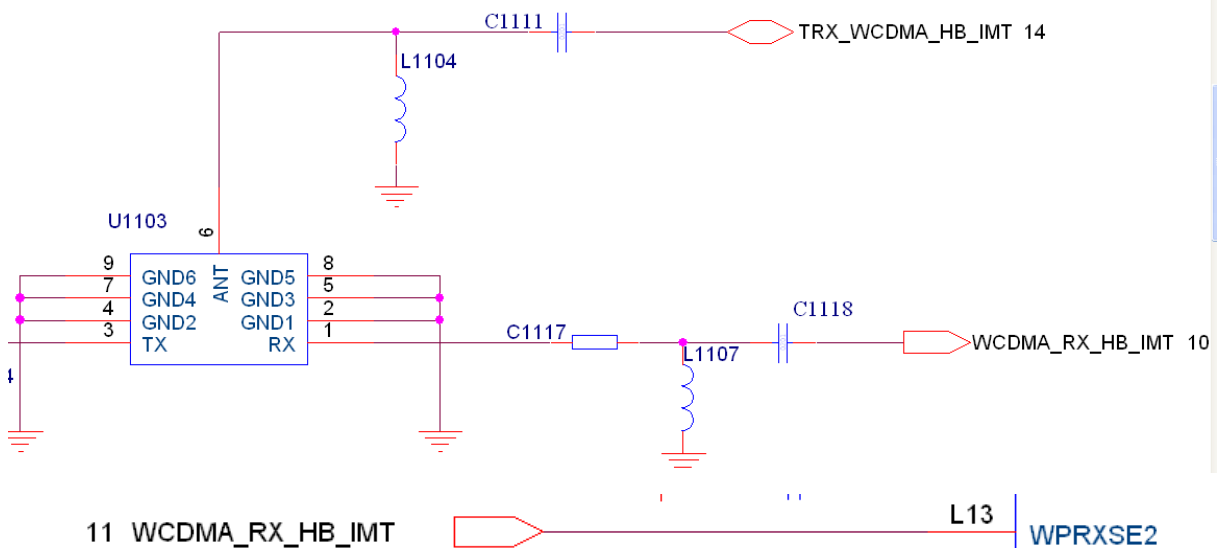 C1111
TRX_WCDMA_HB_IMT 14
L1104
U1103
6
9 GND6 ANT GND5 8
7 GND4 GND3 5
4 GND2 GND1 2
3 TX RX 1
C1117
C1118
L1107
WCDMA_RX_HB_IMT 10
11 WCDMA_RX_HB_IMT
L13
WPRXSE2